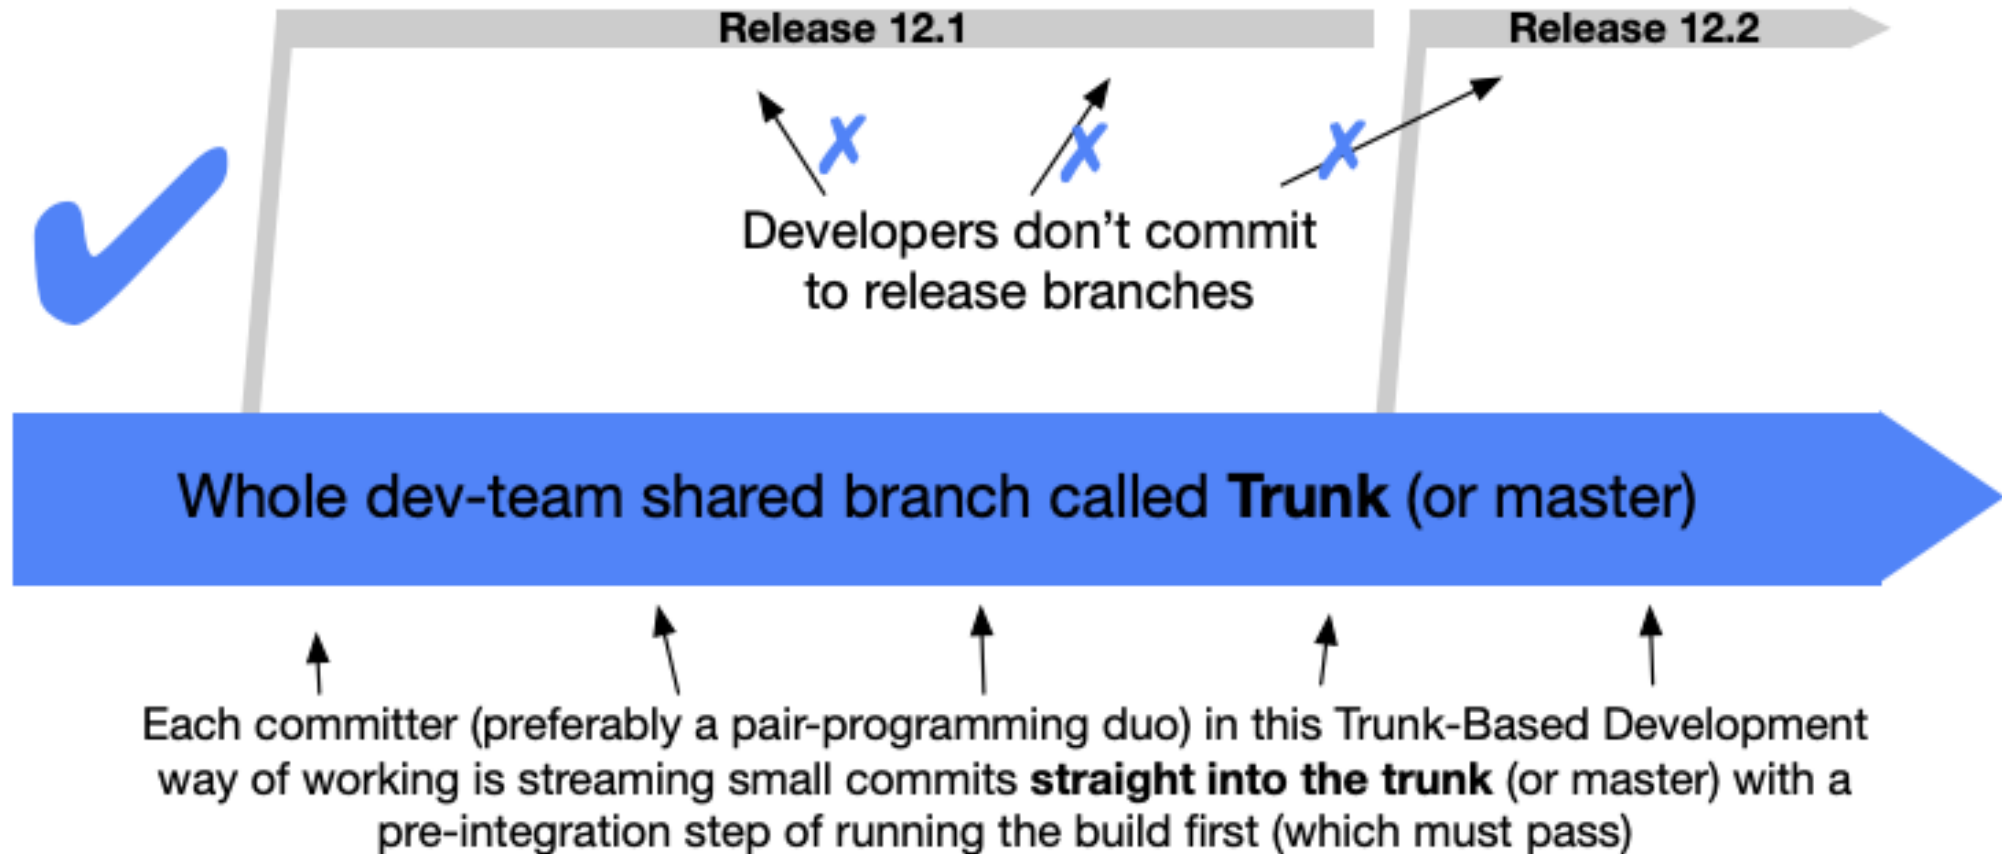 Release 12.1
Release 12.2
Developers don’t commit
to release branches
Whole dev-team shared branch called Trunk (or master)
Each committer (preferably a pair-programming duo) in this Trunk-Based Development
way of working is streaming small commits straight into the trunk (or master) with a
pre-integration step of running the build first (which must pass)